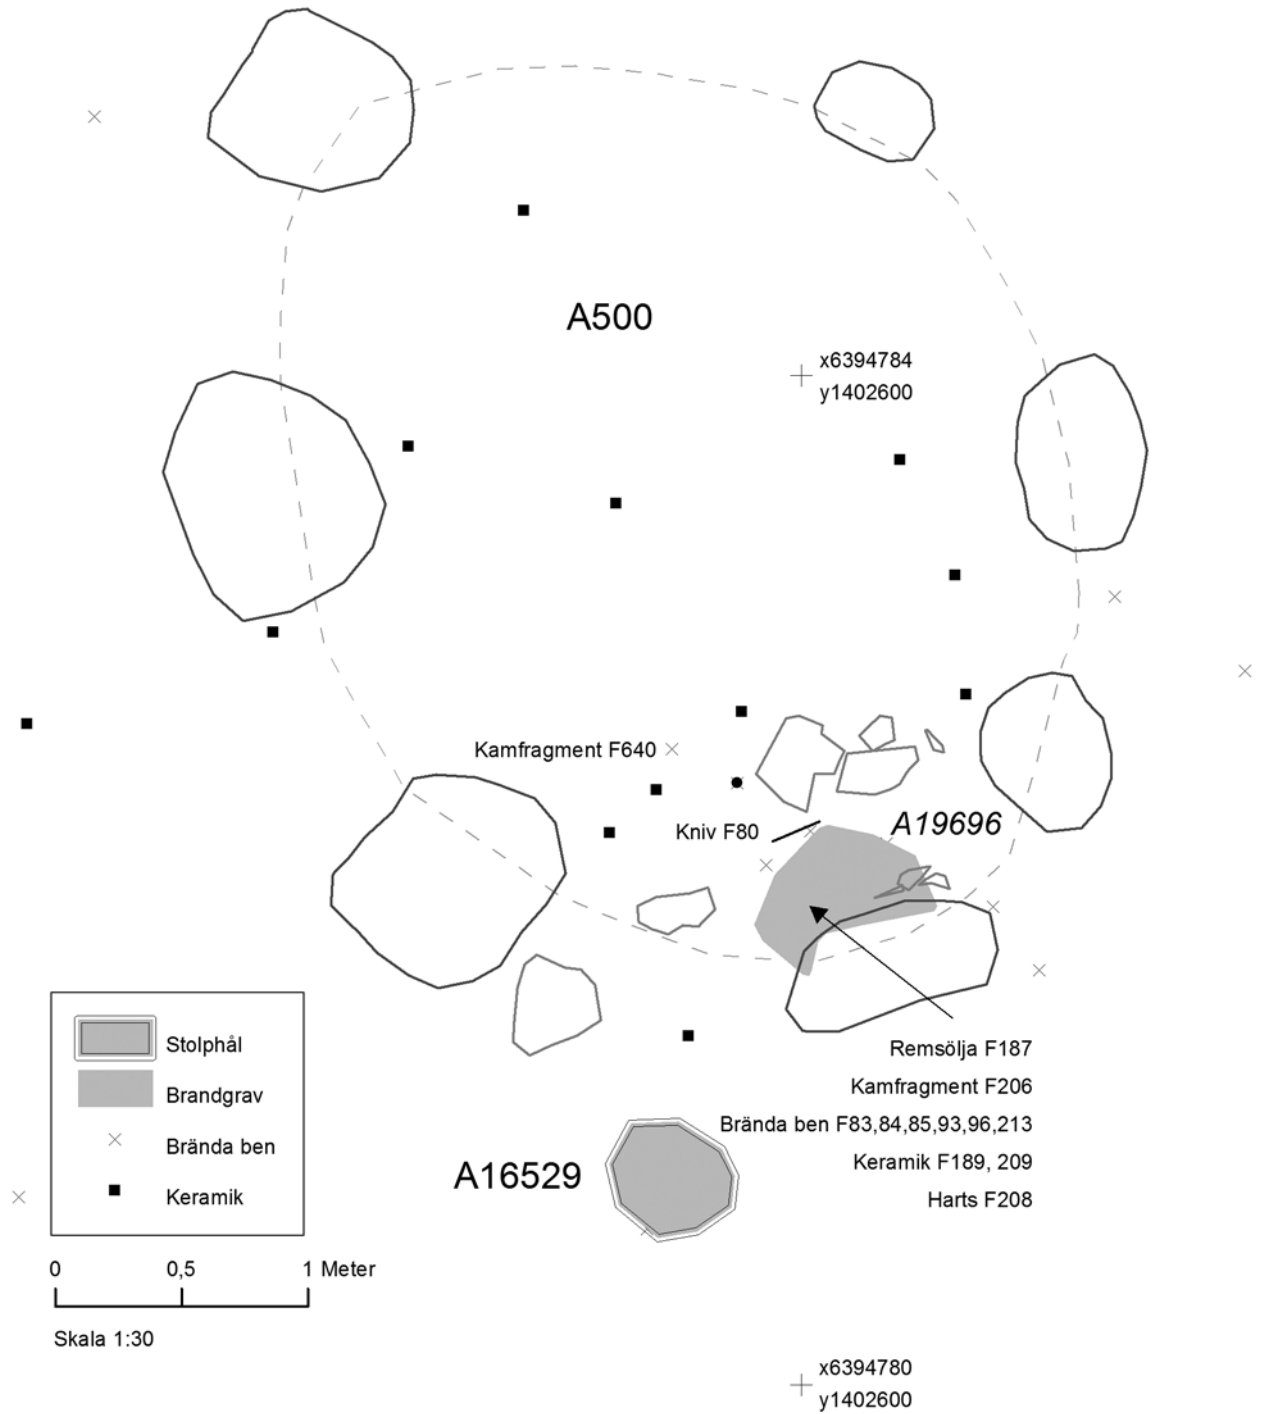 A500
x6394784
y1402600
Kamfragment F640
Kniv F80
A19696
Remsölja F187
Kamfragment F206
Brända ben F83,84,85,93,96,213
Keramik F189, 209
Harts F208
A16529
Stolphål
Brandgrav
Brända ben
Keramik
0 0,5 1 Meter
Skala 1:30
x6394780
y1402600